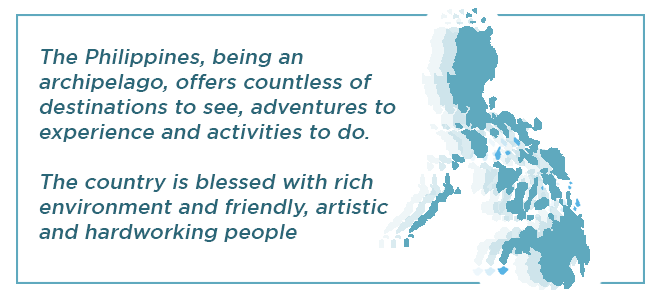 The Philippines, being an
archipelago, offers countless of
destinations to see, adventures to
experience and activities to do.
The country is blessed with rich
environment and friendly, artistic
and hardworking people